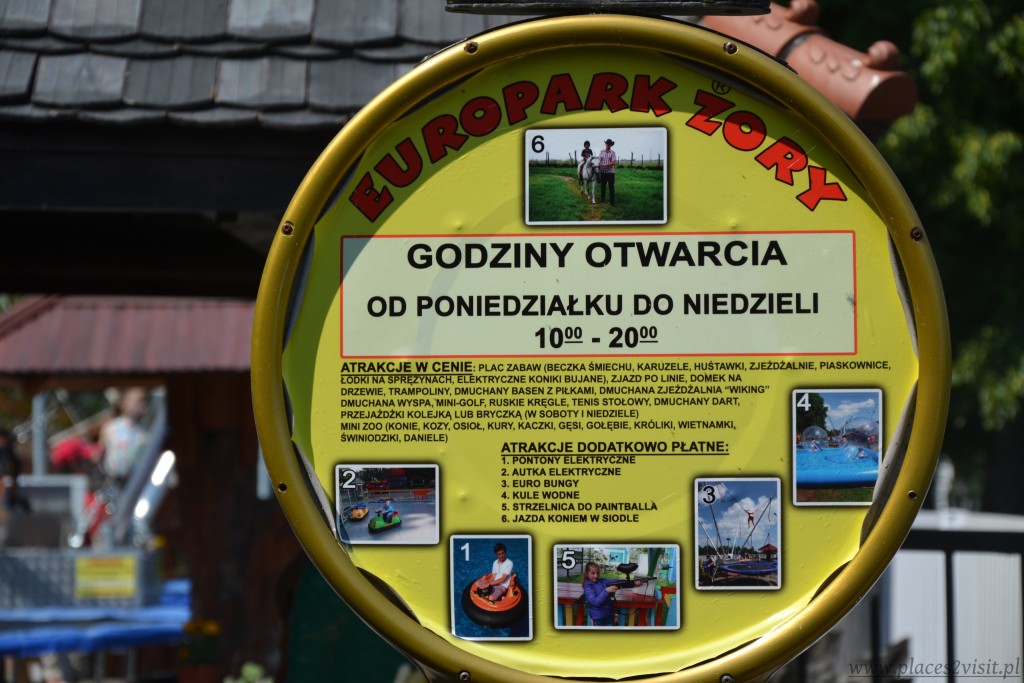 EUROPARK ŻORY
®
6
GODZINY OTWARCIA
OD PONIEDZIAŁKU DO NIEDZIELI
10⁰⁰ - 20⁰⁰
ATRAKCJE W CENIE: PLAC ZABAW (BECZKA ŚMIECHU, KARUZELE, HUŚTAWKI, ZJEŻDŻALNIE, PIASKOWNICE,
ŁODKI NA SPRĘŻYNACH, ELEKTRYCZNE KONIKI BUJANE), ZJAZD PO LINIE, DOMEK NA
DRZEWIE, TRAMPOLINY, DMUCHANY BASEN Z PIŁKAMI, DMUCHANA ZJEŻDŻALNIA "WIKING"
DMUCHANA WYSPA, MINI-GOLF, RUSKIE KRĘGLE, TENIS STOŁOWY, DMUCHANY DART,
PRZEJAŻDŻKI KOLEJKĄ LUB BRYCZKĄ (W SOBOTY I NIEDZIELE)
MINI ZOO (KONIE, KOZY, OSIOŁ, KURY, KACZKI, GĘSI, GOŁĘBIE, KRÓLIKI, WIETNAMKI,
ŚWINIODZIKI, DANIELE)
ATRAKCJE DODATKOWO PŁATNE:
1. PONTONY ELEKTRYCZNE
2. AUTKA ELEKTRYCZNE
3. EURO BUNGY
4. KULE WODNE
5. STRZELNICA DO PAINTBALLA
6. JAZDA KONIEM W SIODLE
4
2
3
1
5
www.places2visit.pl